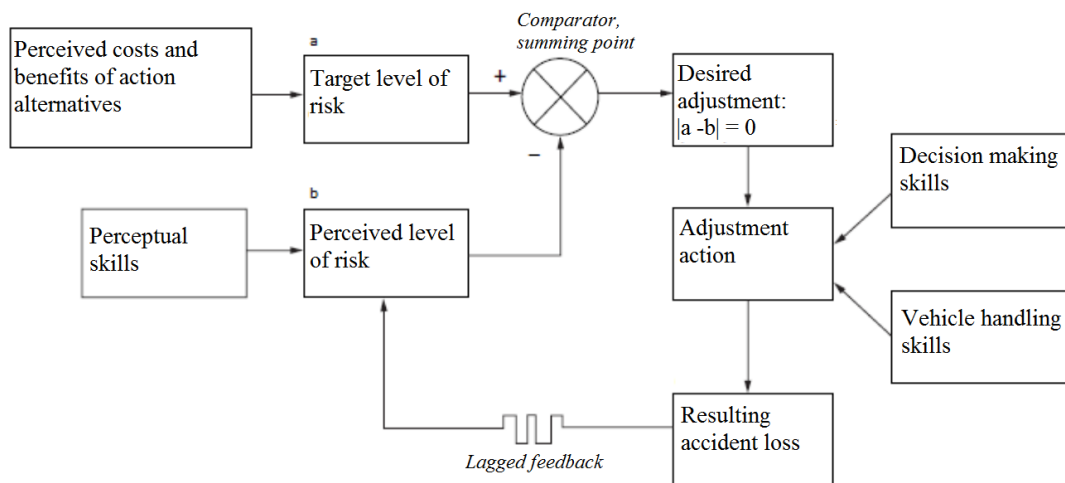 Perceived costs and
benefits of action
alternatives
a
Target level of
risk
Comparator,
summing point
+
−
Desired
adjustment:
|a -b| = 0
Decision making
skills
b
Perceptual
skills
Perceived level
of risk
Adjustment
action
Vehicle handling
skills
Resulting
accident loss
Lagged feedback